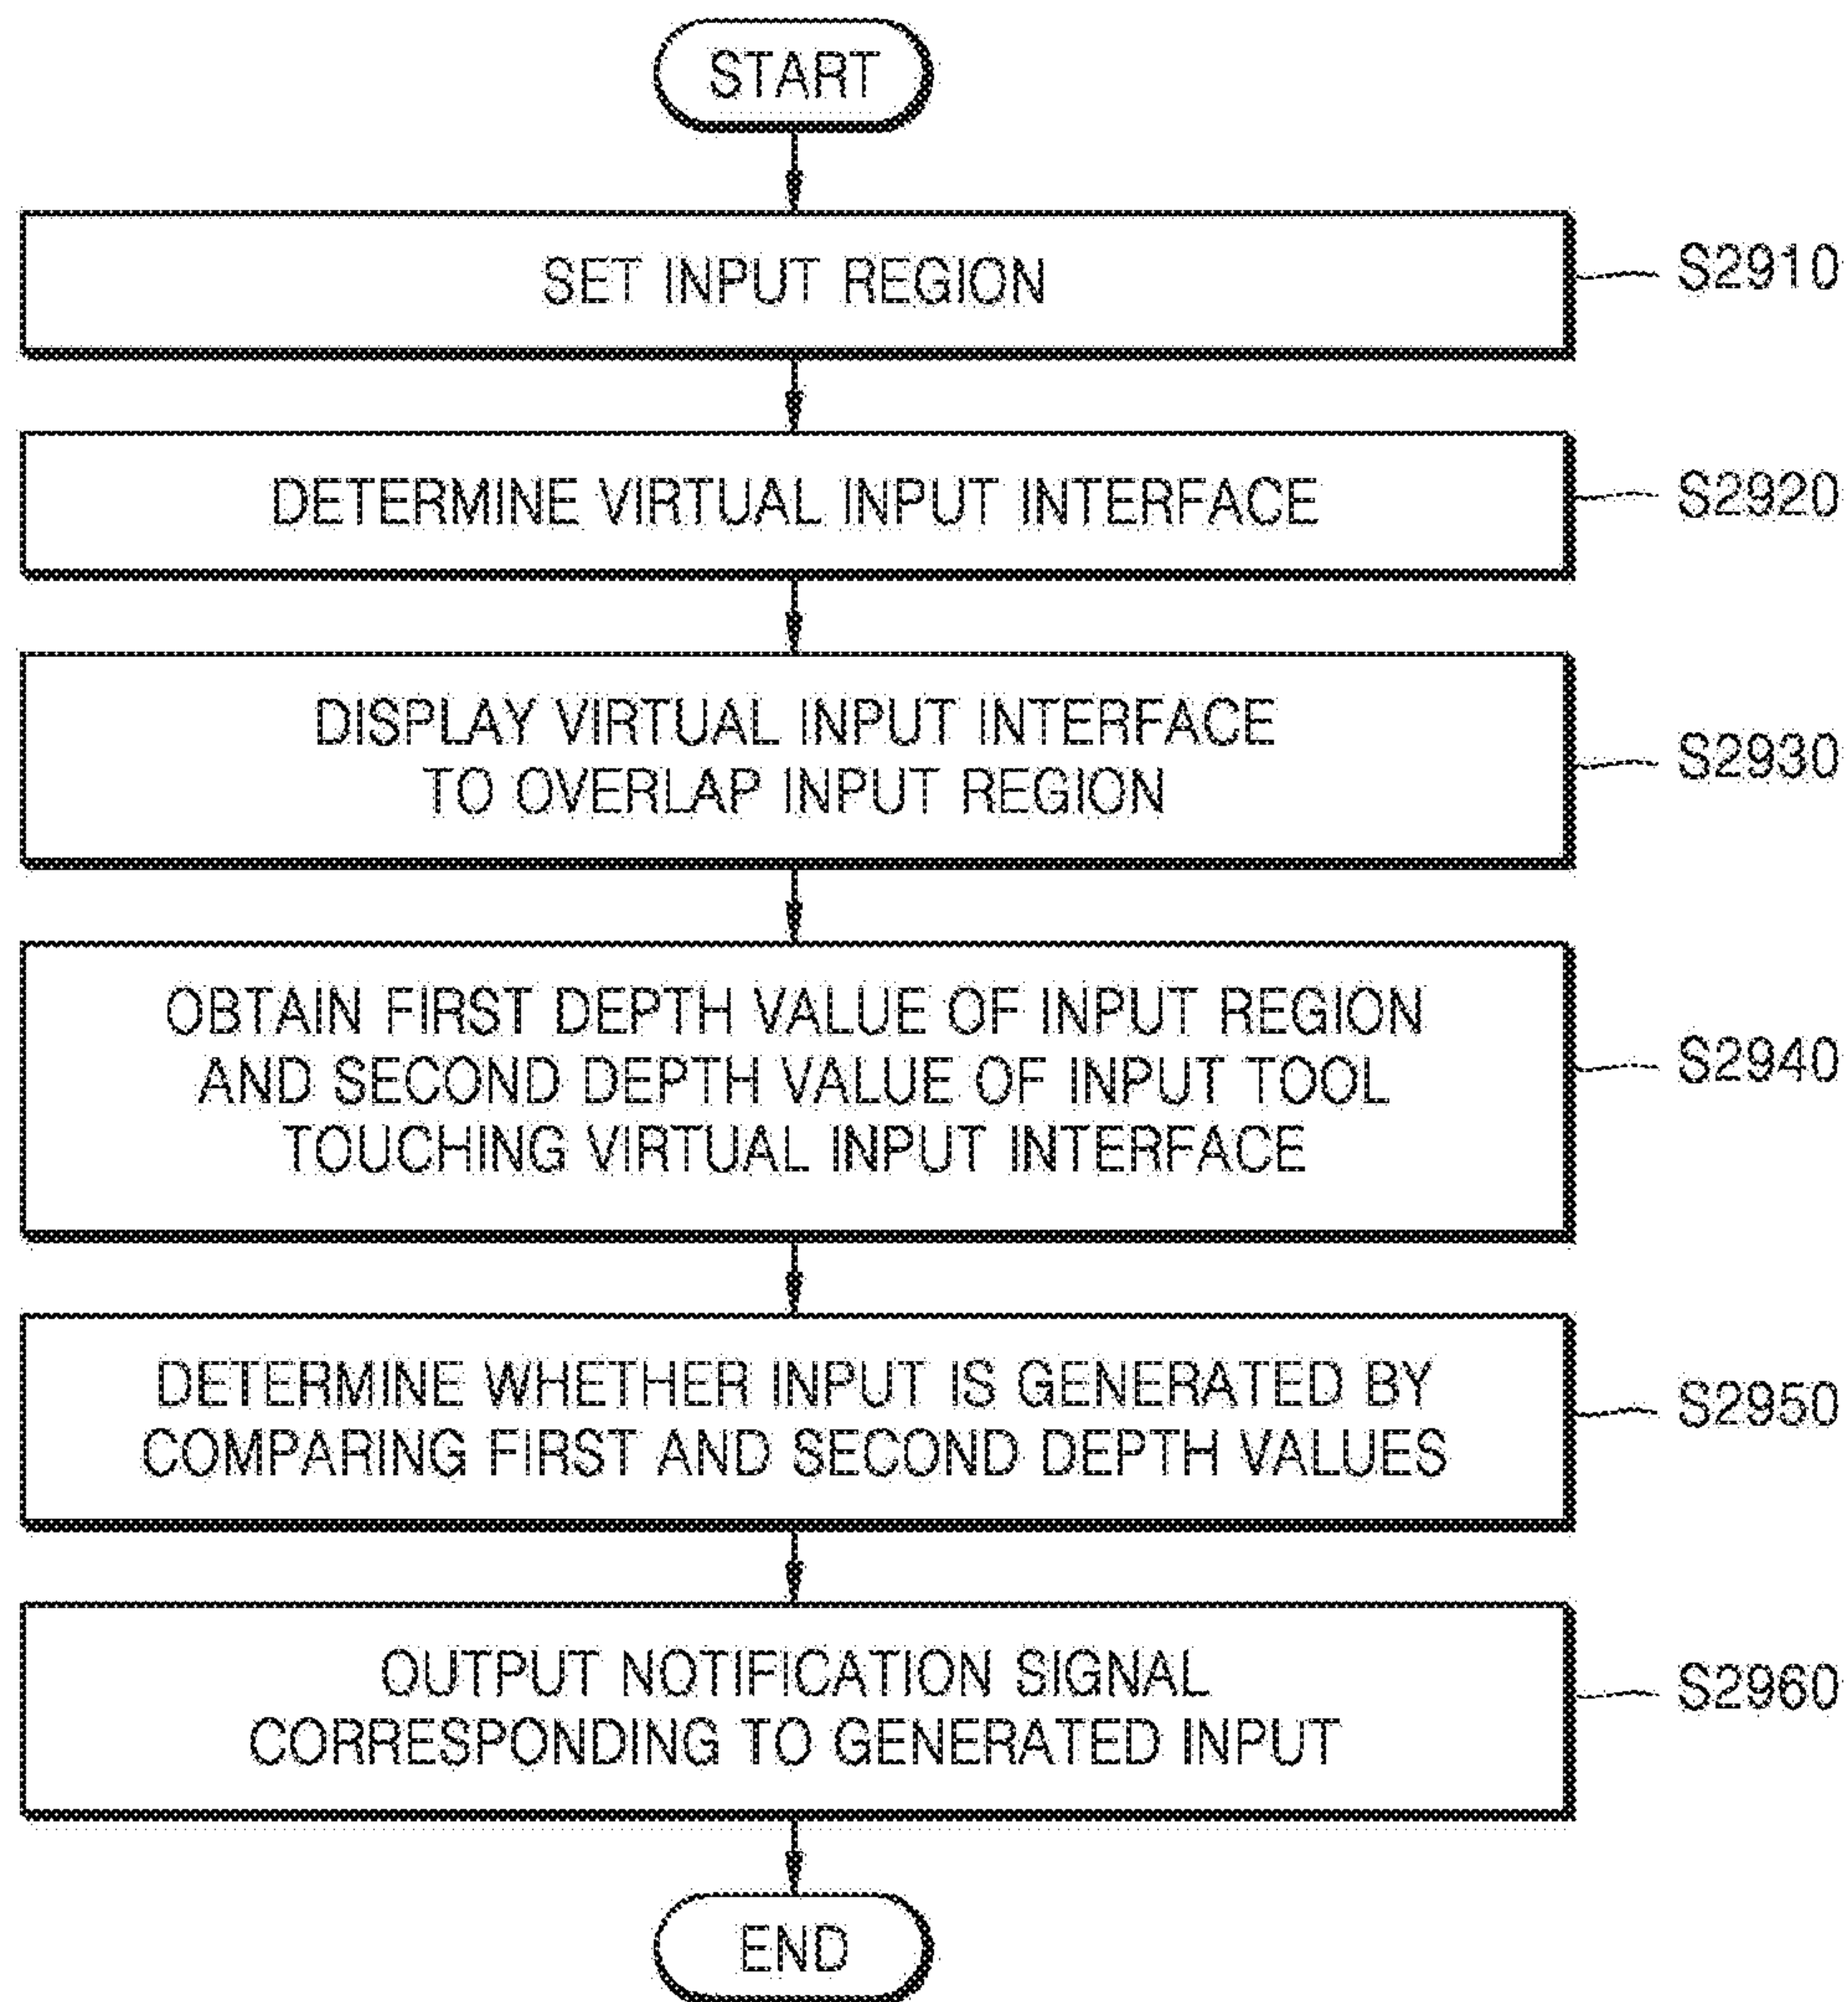 START
SET INPUT REGION
S2910
DETERMINE VIRTUAL INPUT INTERFACE
S2920
DISPLAY VIRTUAL INPUT INTERFACE
TO OVERLAP INPUT REGION
S2930
OBTAIN FIRST DEPTH VALUE OF INPUT REGION
AND SECOND DEPTH VALUE OF INPUT TOOL
TOUCHING VIRTUAL INPUT INTERFACE
S2940
DETERMINE WHETHER INPUT IS GENERATED BY
COMPARING FIRST AND SECOND DEPTH VALUES
S2950
OUTPUT NOTIFICATION SIGNAL
CORRESPONDING TO GENERATED INPUT
S2960
END